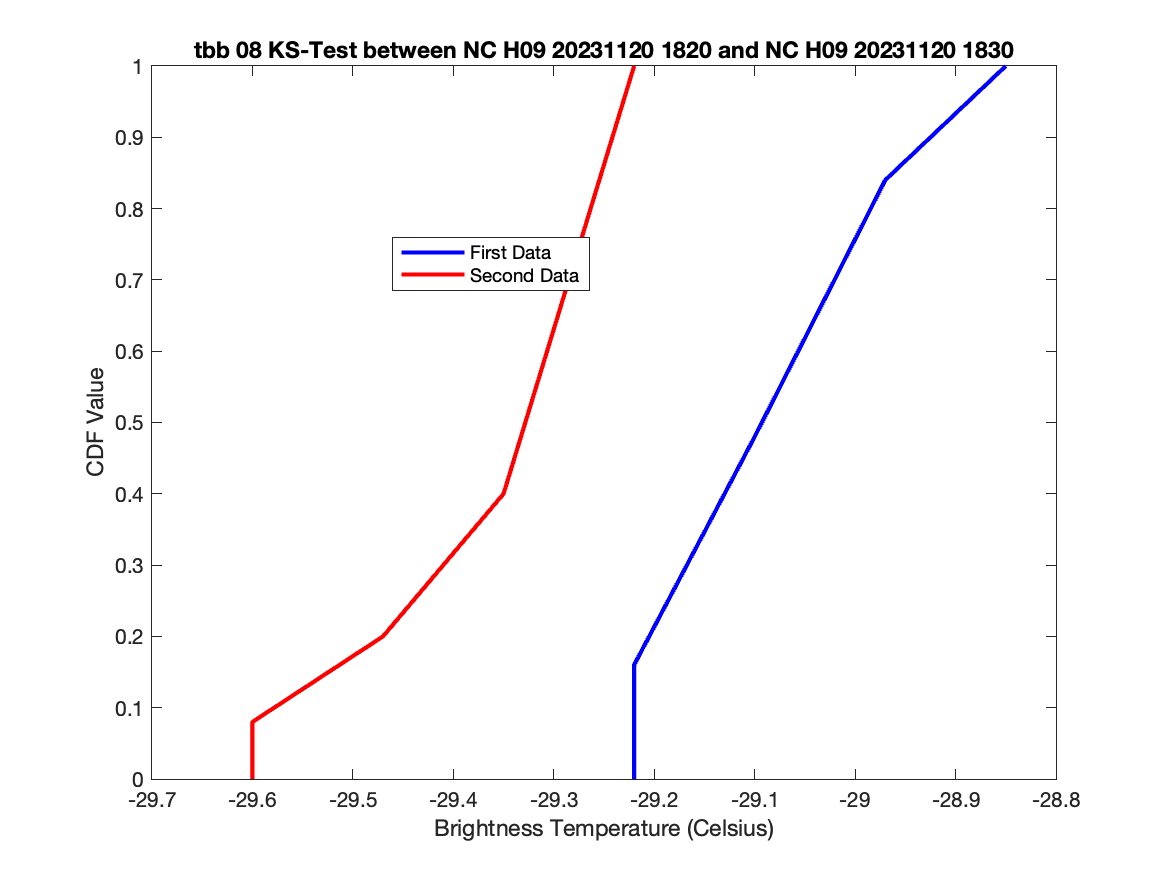 tbb 08 KS-Test between NC H09 20231120 1820 and NC H09 20231120 1830
1
0.9
0.8
0.7
0.6
0.5
0.4
0.3
0.2
0.1
0
CDF Value
First Data
Second Data
-29.7 -29.6 -29.5 -29.4 -29.3 -29.2 -29.1 -29 -28.9 -28.8
Brightness Temperature (Celsius)